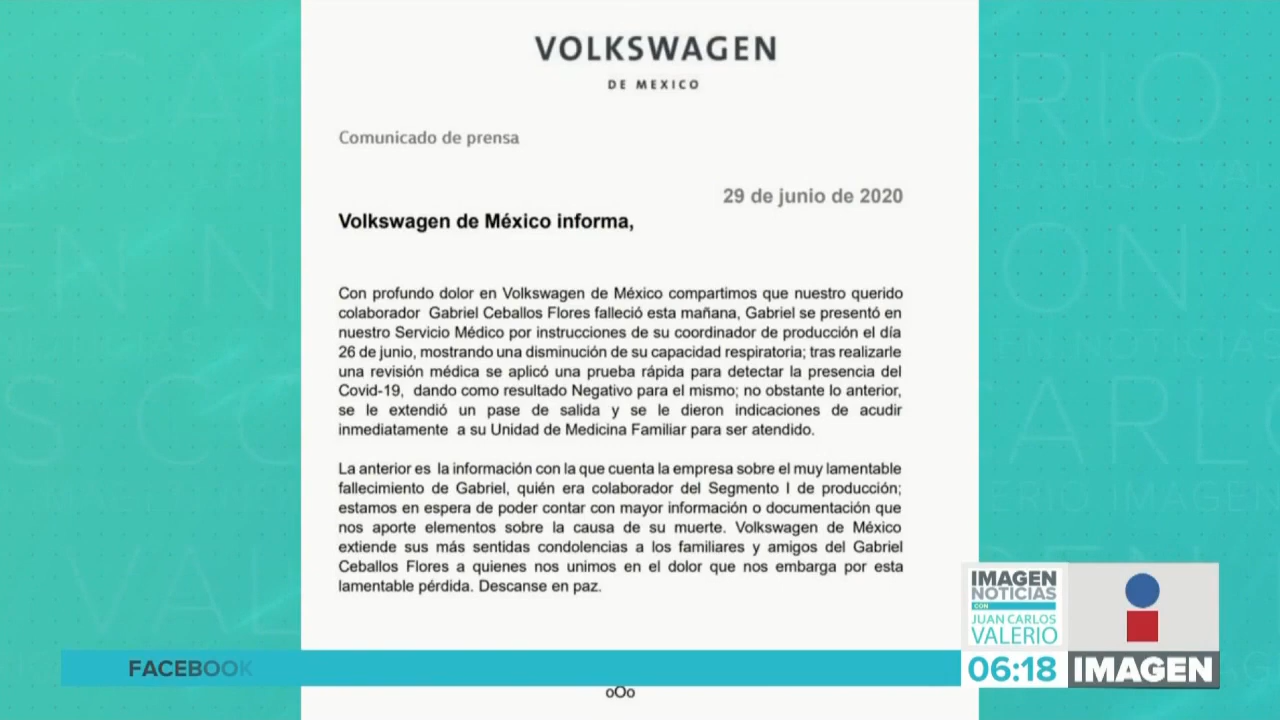 VOLKSWAGEN
DE MEXICO
Comunicado de prensa
29 de junio de 2020
Volkswagen de México informa,
Con profundo dolor en Volkswagen de México compartimos que nuestro querido
colaborador Gabriel Ceballos Flores falleció esta mañana, Gabriel se presentó en
nuestro Servicio Médico por instrucciones de su coordinador de producción el día
26 de junio, mostrando una disminución de su capacidad respiratoria; tras realizarle
una revisión médica se aplicó una prueba rápida para detectar la presencia del
Covid-19, dando como resultado Negativo para el mismo; no obstante lo anterior,
se le extendió un pase de salida y se le dieron indicaciones de acudir
inmediatamente a su Unidad de Medicina Familiar para ser atendido.
La anterior es la información con la que cuenta la empresa sobre el muy lamentable
fallecimiento de Gabriel, quién era colaborador del Segmento I de producción;
estamos en espera de poder contar con mayor información o documentación que
nos aporte elementos sobre la causa de su muerte. Volkswagen de México
extiende sus más sentidas condolencias a los familiares y amigos del Gabriel
Ceballos Flores a quienes nos unimos en el dolor que nos embarga por esta
lamentable pérdida. Descanse en paz.
oOo
FACEBOOK
IMAGEN
NOTICIAS
CON
JUAN CARLOS
VALERIO
06:18
IMAGEN